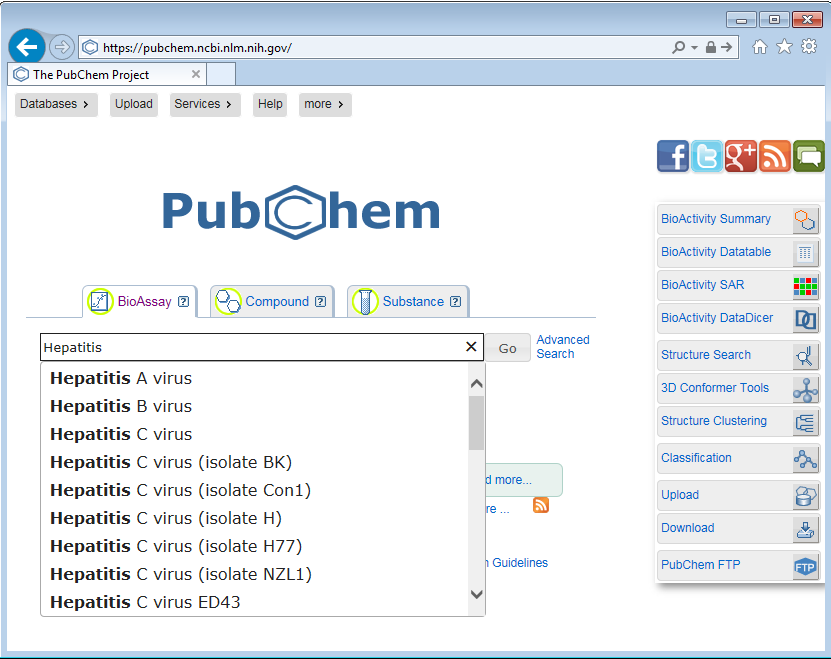 https://pubchem.ncbi.nlm.nih.gov/
The PubChem Project
Databases Upload Services Help more
PubChem
BioAssay Compound Substance
Hepatitis
Go
Advanced
Search
Hepatitis A virus
Hepatitis B virus
Hepatitis C virus
Hepatitis C virus (isolate BK)
Hepatitis C virus (isolate Con1)
Hepatitis C virus (isolate H)
Hepatitis C virus (isolate H77)
Hepatitis C virus (isolate NZL1)
Hepatitis C virus ED43
more...
...
Guidelines
BioActivity Summary
BioActivity Datatable
BioActivity SAR
BioActivity DataDicer
Structure Search
3D Conformer Tools
Structure Clustering
Classification
Upload
Download
PubChem FTP
FTP